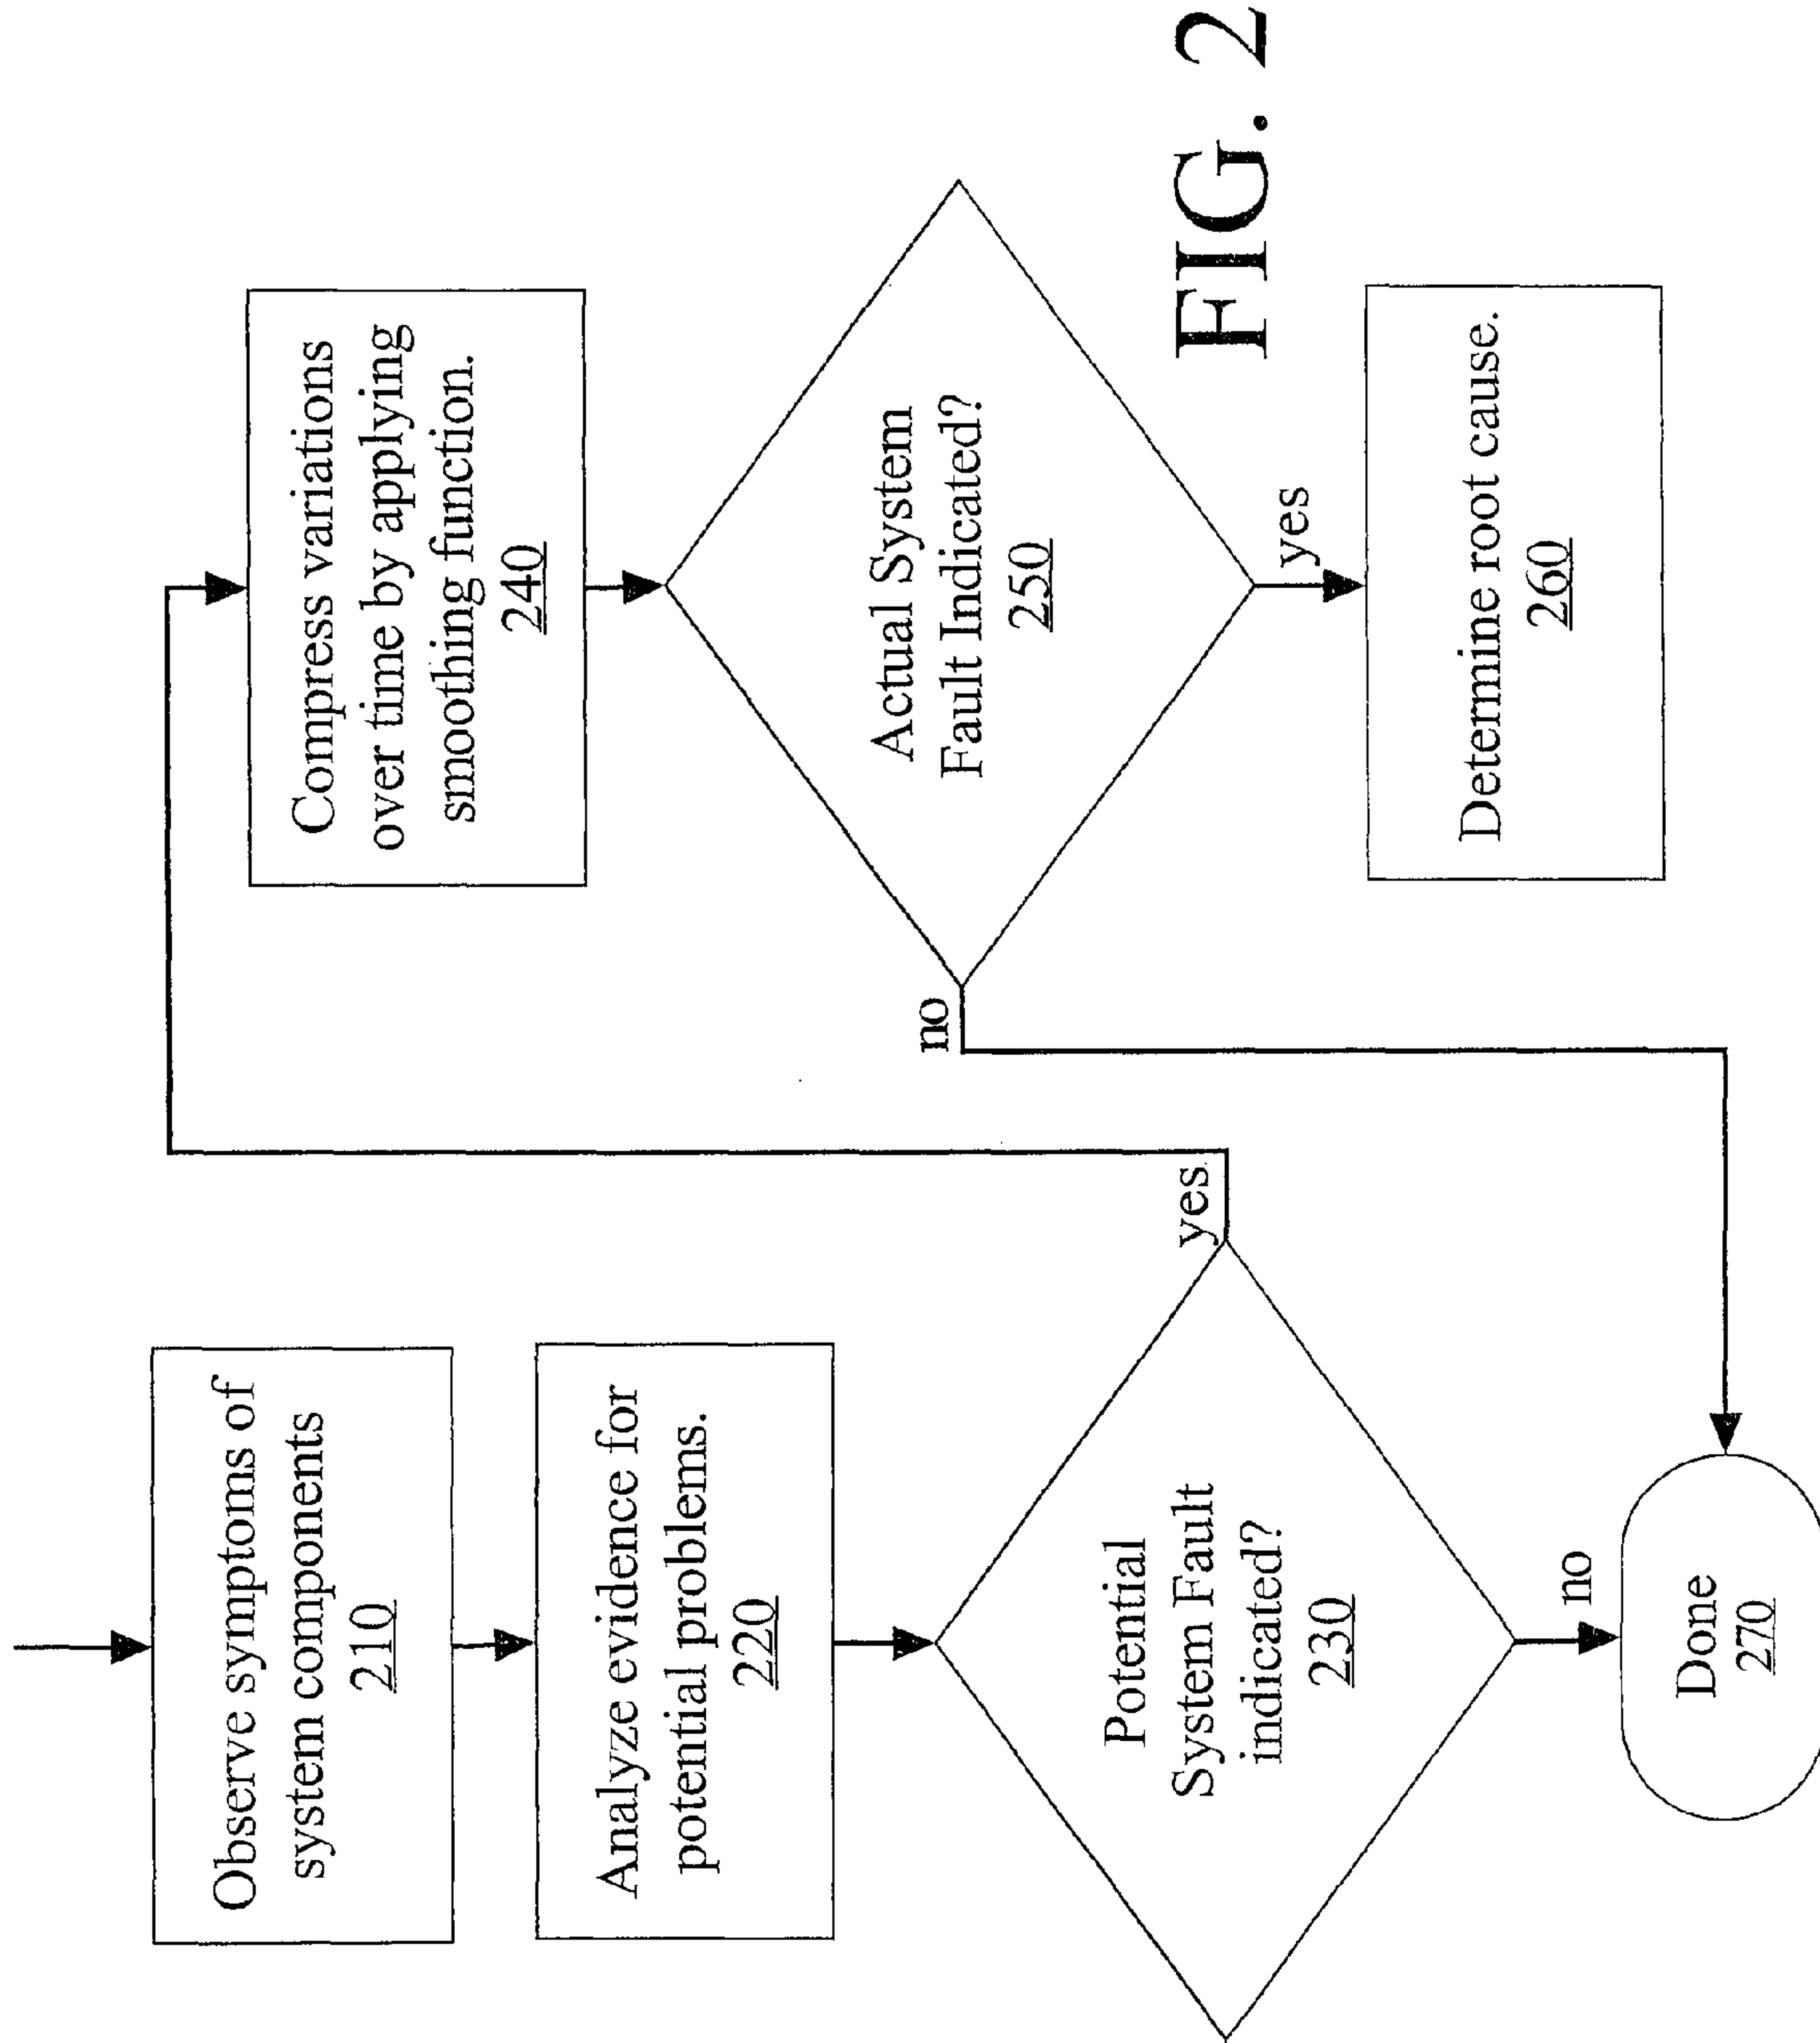 Observe symptoms of
system components
210
Analyze evidence for
potential problems.
220
Potential
System Fault
indicated?
230
yes
no
Done
270
Compress variations
over time by applying
smoothing function.
240
Actual System
Fault Indicated?
250
no
yes
Determine root cause.
260
FIG. 2